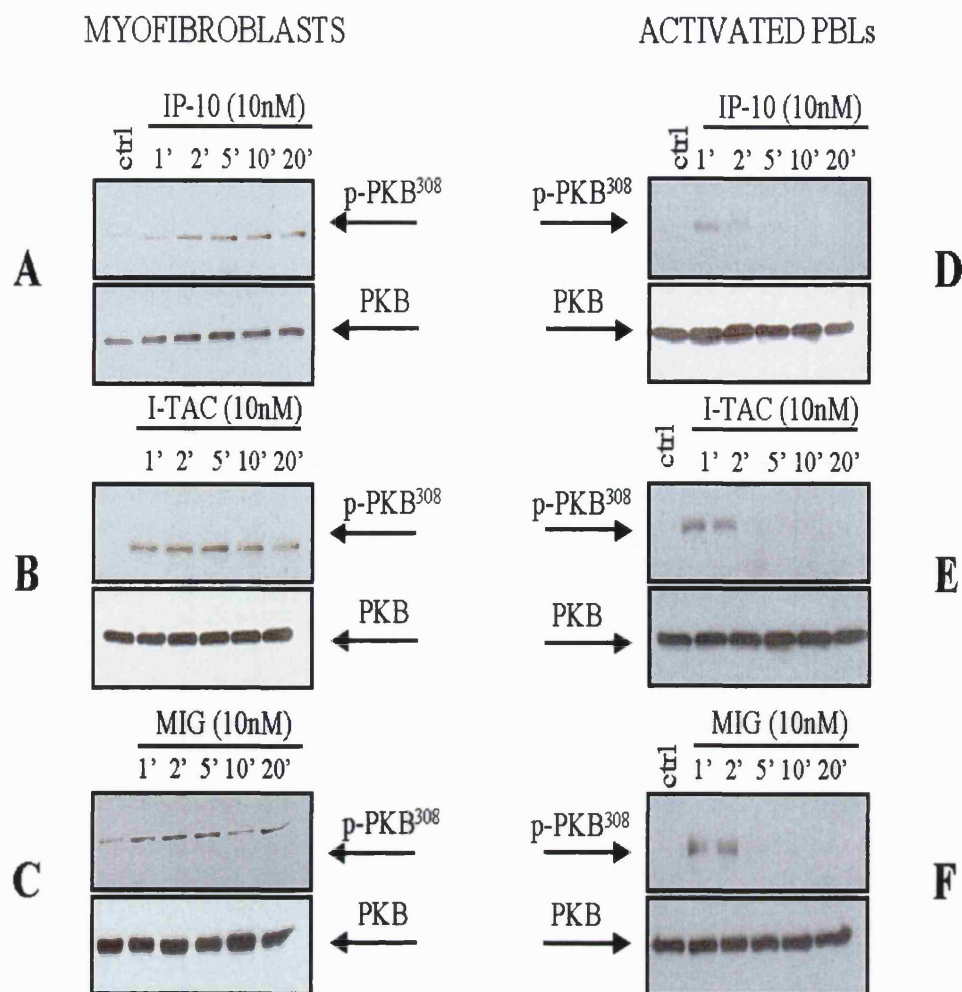 MYOFIBROBLASTS
ACTIVATED PBLs
IP-10 (10nM)
ctrl 1’ 2’ 5’ 10’ 20’
p-PKB³⁰⁸
A
PKB
I-TAC (10nM)
1’ 2’ 5’ 10’ 20’
p-PKB³⁰⁸
B
PKB
MIG (10nM)
1’ 2’ 5’ 10’ 20’
p-PKB³⁰⁸
C
PKB
IP-10 (10nM)
ctrl 1’ 2’ 5’ 10’ 20’
p-PKB³⁰⁸
D
PKB
I-TAC (10nM)
ctrl 1’ 2’ 5’ 10’ 20’
p-PKB³⁰⁸
E
PKB
MIG (10nM)
ctrl 1’ 2’ 5’ 10’ 20’
p-PKB³⁰⁸
F
PKB